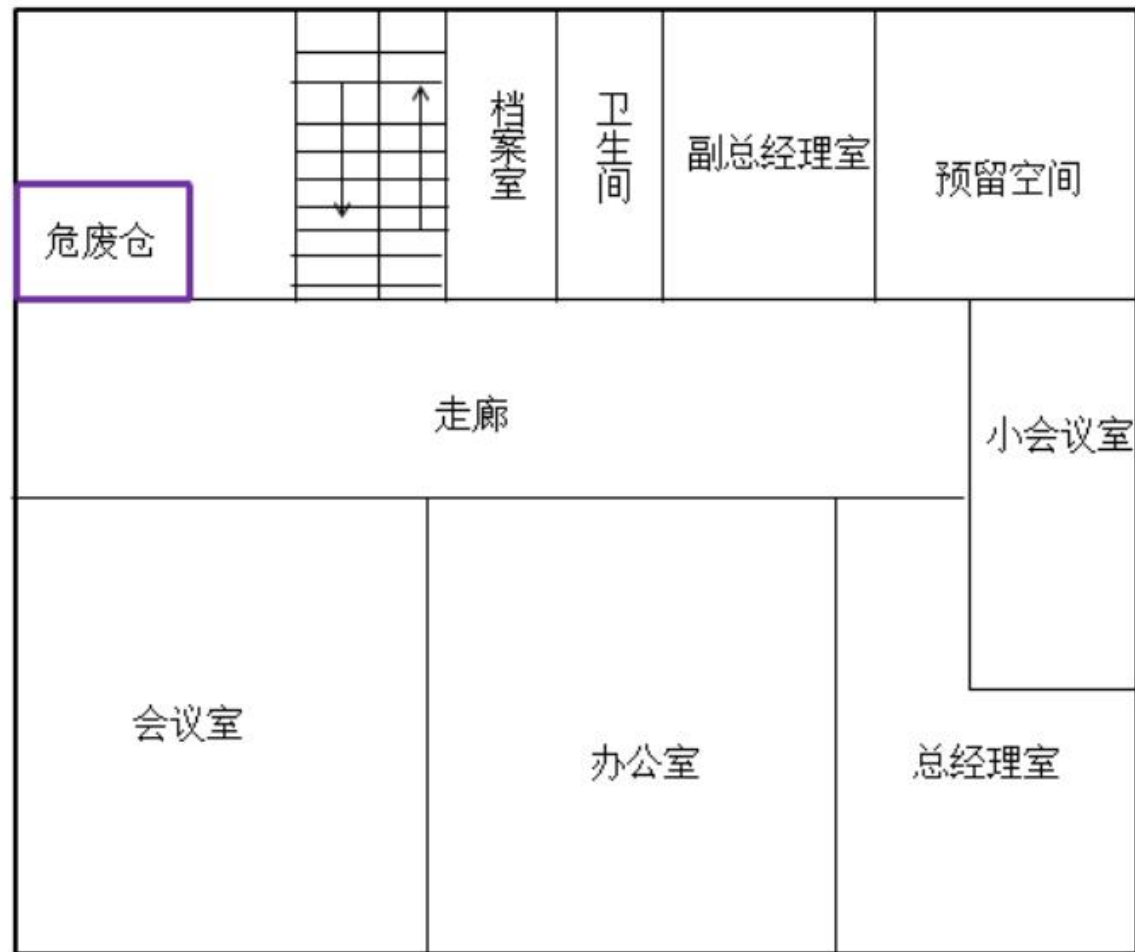 档案室
卫生间
副总经理室
预留空间
危废仓
走廊
小会议室
会议室
办公室
总经理室